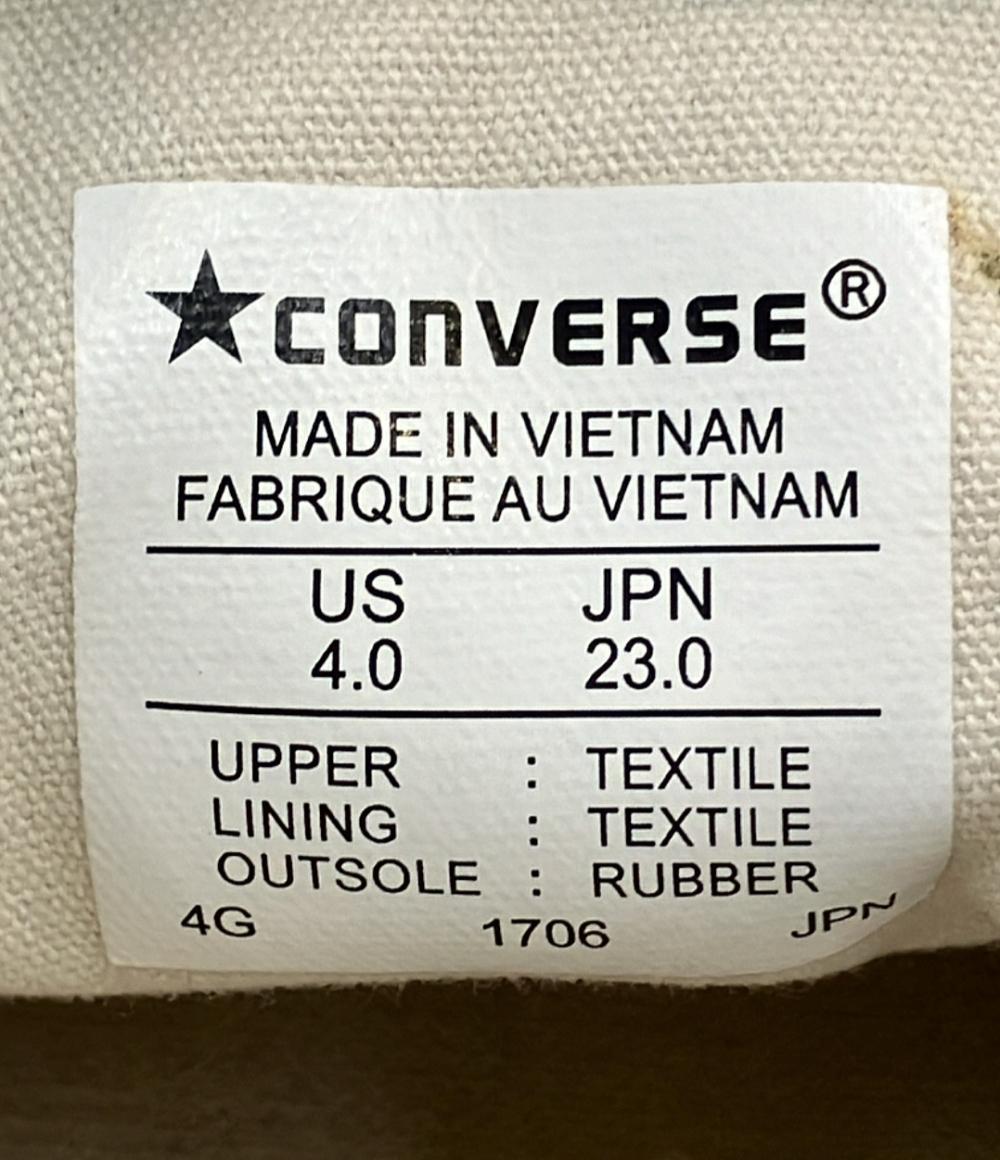 ★CONVERSE®
MADE IN VIETNAM
FABRIQUE AU VIETNAM
US JPN
4.0 23.0
UPPER : TEXTILE
LINING : TEXTILE
OUTSOLE : RUBBER
4G 1706 JPN